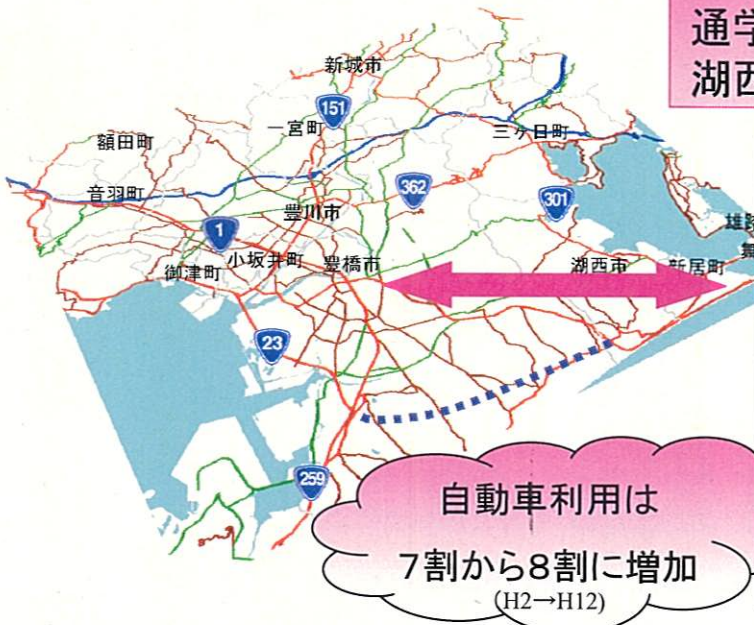 通学
湖西
新城市
151
一宮町
三ヶ日町
額田町
音羽町
362
301
豊川市
1
雄踏
舞
御津町
小坂井町
豊橋市
湖西市
新居町
23
259
自動車利用は
7割から8割に増加
(H2→H12)